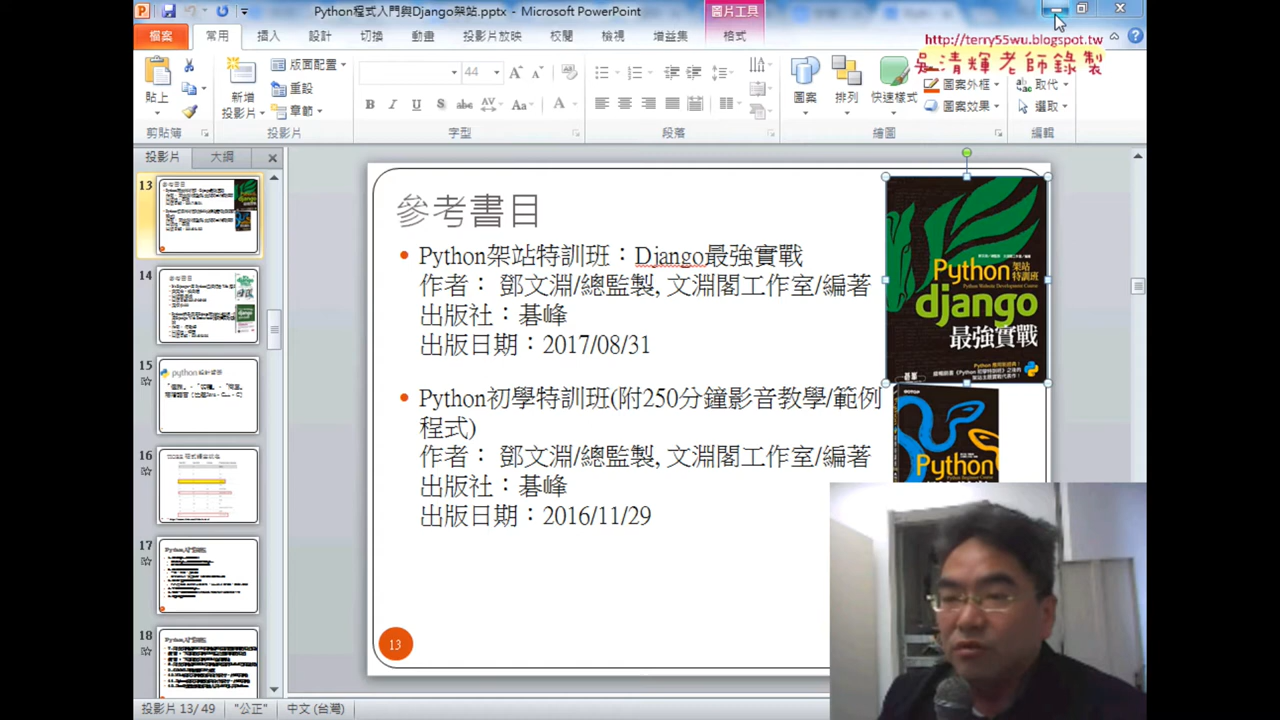 Python程式入門與Django架站.pptx - Microsoft PowerPoint
圖片工具
檔案 常用 插入 設計 切換 動畫 投影片放映 校閱 檢視 增益集 格式
http://terry55wu.blogspot.tw
吳清輝老師錄製
貼上
新增
投影片
版面配置
重設
章節
44
圖案
排列
快速樣式
圖案外框
圖案效果
取代
選取
剪貼簿 投影片 字型 段落 繪圖 編輯
投影片 大綱
13
14
15
16
17
18
參考書目
Python架站特訓班：Django最強實戰
作者： 鄧文淵/總監製, 文淵閣工作室/編著
出版社：碁峰
出版日期：2017/08/31
Python初學特訓班(附250分鐘影音教學/範例
程式)
作者： 鄧文淵/總監製, 文淵閣工作室/編著
出版社：碁峰
出版日期：2016/11/29
13
Python 架站
特訓班
django
最強實戰
Python
投影片 13/ 49 "公正" 中文 (台灣)